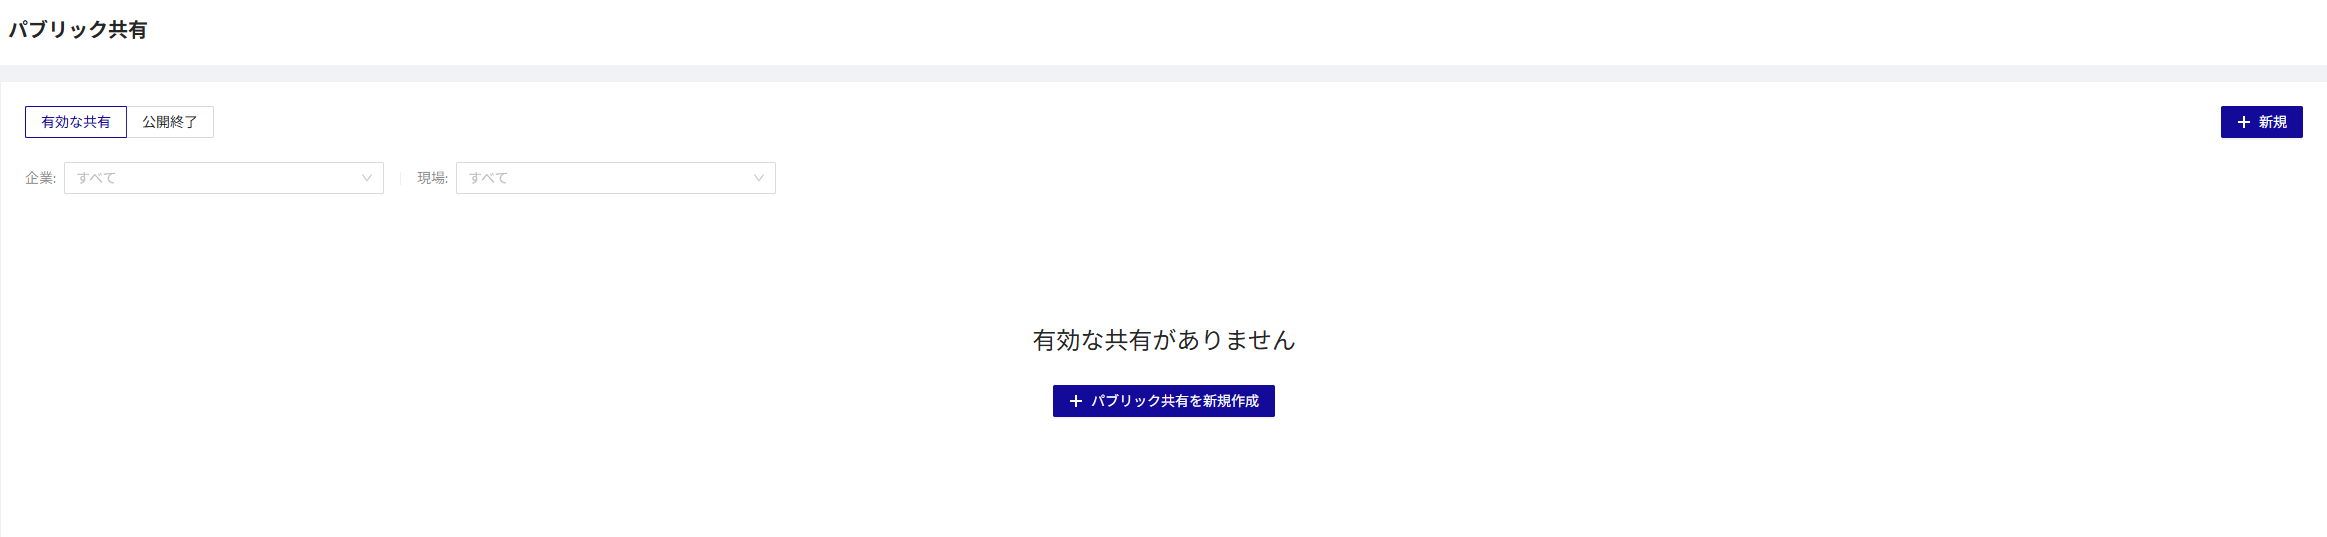 パブリック共有
有効な共有 公開終了
新規
企業: すべて 現場: すべて
有効な共有がありません
パブリック共有を新規作成